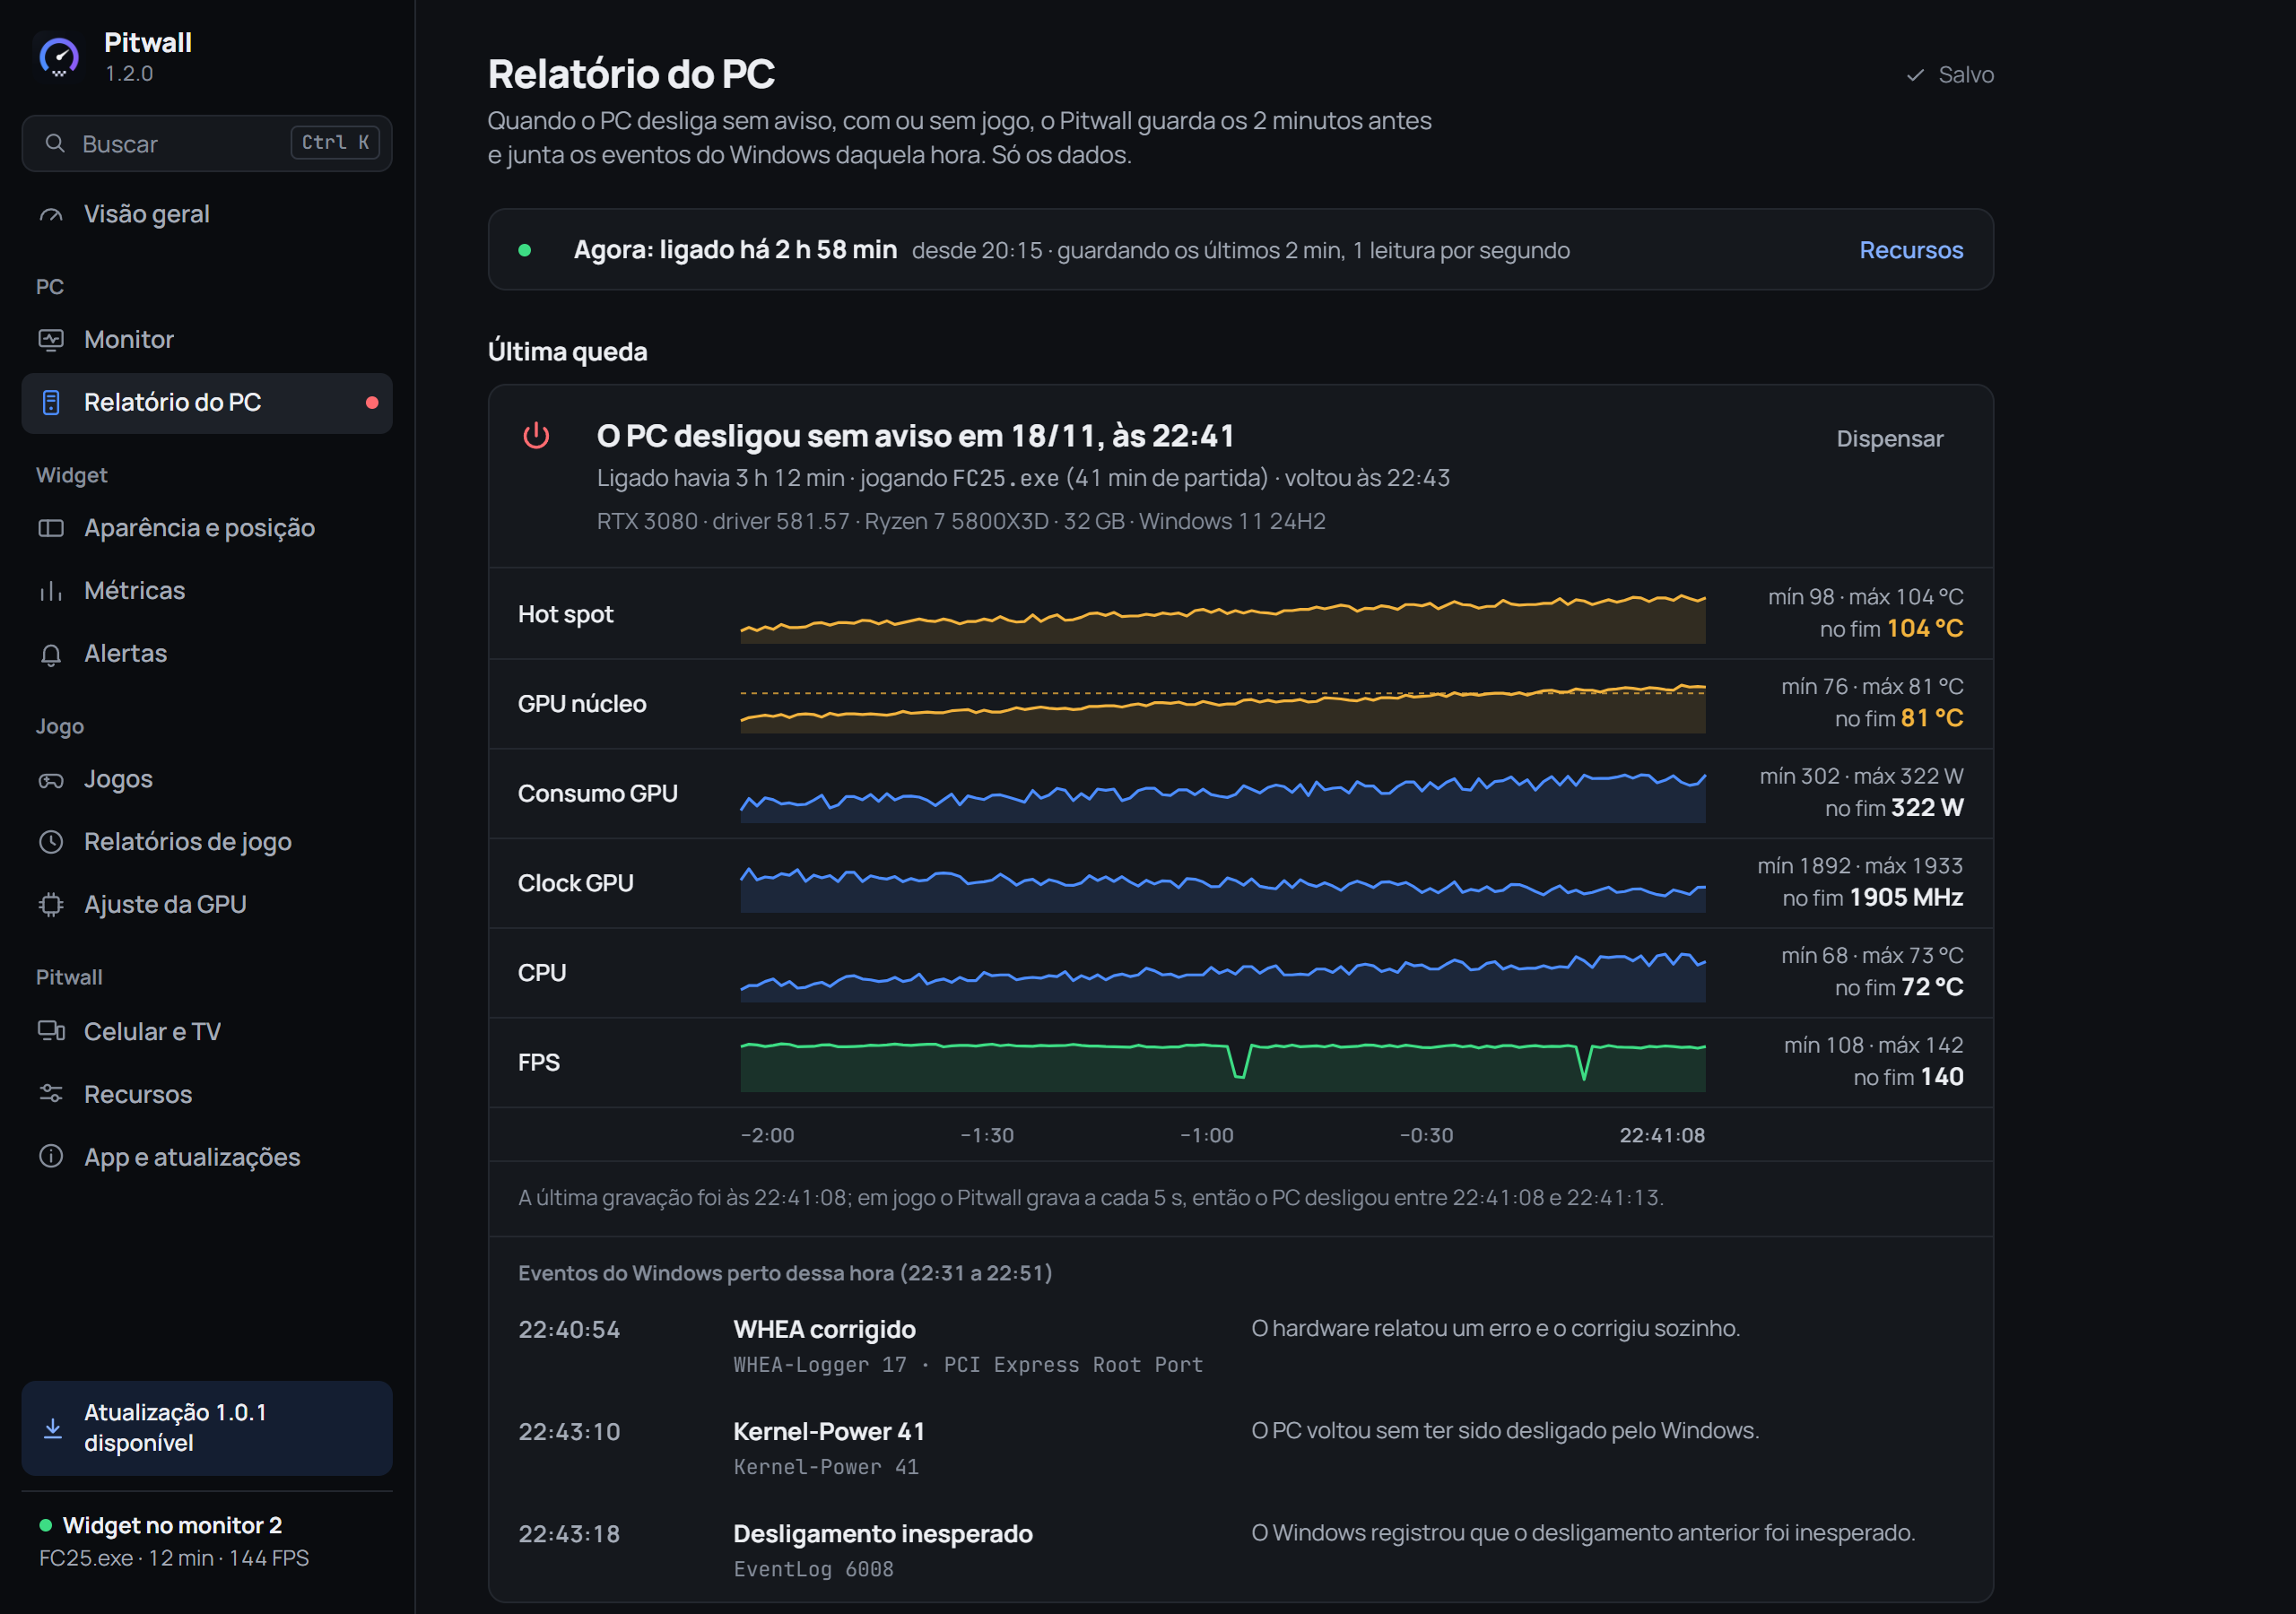 Pitwall
1.2.0
Buscar
Ctrl K
Visão geral
PC
Monitor
Relatório do PC
Widget
Aparência e posição
Métricas
Alertas
Jogo
Jogos
Relatórios de jogo
Ajuste da GPU
Pitwall
Celular e TV
Recursos
App e atualizações
Atualização 1.0.1
disponível
Widget no monitor 2
FC25.exe · 12 min · 144 FPS
Relatório do PC
Salvo
Quando o PC desliga sem aviso, com ou sem jogo, o Pitwall guarda os 2 minutos antes
e junta os eventos do Windows daquela hora. Só os dados.
Agora: ligado há 2 h 58 min desde 20:15 · guardando os últimos 2 min, 1 leitura por segundo
Recursos
Última queda
O PC desligou sem aviso em 18/11, às 22:41
Dispensar
Ligado havia 3 h 12 min · jogando FC25.exe (41 min de partida) · voltou às 22:43
RTX 3080 · driver 581.57 · Ryzen 7 5800X3D · 32 GB · Windows 11 24H2
Hot spot
mín 98 · máx 104 °C
no fim 104 °C
GPU núcleo
mín 76 · máx 81 °C
no fim 81 °C
Consumo GPU
mín 302 · máx 322 W
no fim 322 W
Clock GPU
mín 1892 · máx 1933
no fim 1905 MHz
CPU
mín 68 · máx 73 °C
no fim 72 °C
FPS
mín 108 · máx 142
no fim 140
−2:00
−1:30
−1:00
−0:30
22:41:08
A última gravação foi às 22:41:08; em jogo o Pitwall grava a cada 5 s, então o PC desligou entre 22:41:08 e 22:41:13.
Eventos do Windows perto dessa hora (22:31 a 22:51)
22:40:54
WHEA corrigido
WHEA-Logger 17 · PCI Express Root Port
O hardware relatou um erro e o corrigiu sozinho.
22:43:10
Kernel-Power 41
Kernel-Power 41
O PC voltou sem ter sido desligado pelo Windows.
22:43:18
Desligamento inesperado
EventLog 6008
O Windows registrou que o desligamento anterior foi inesperado.